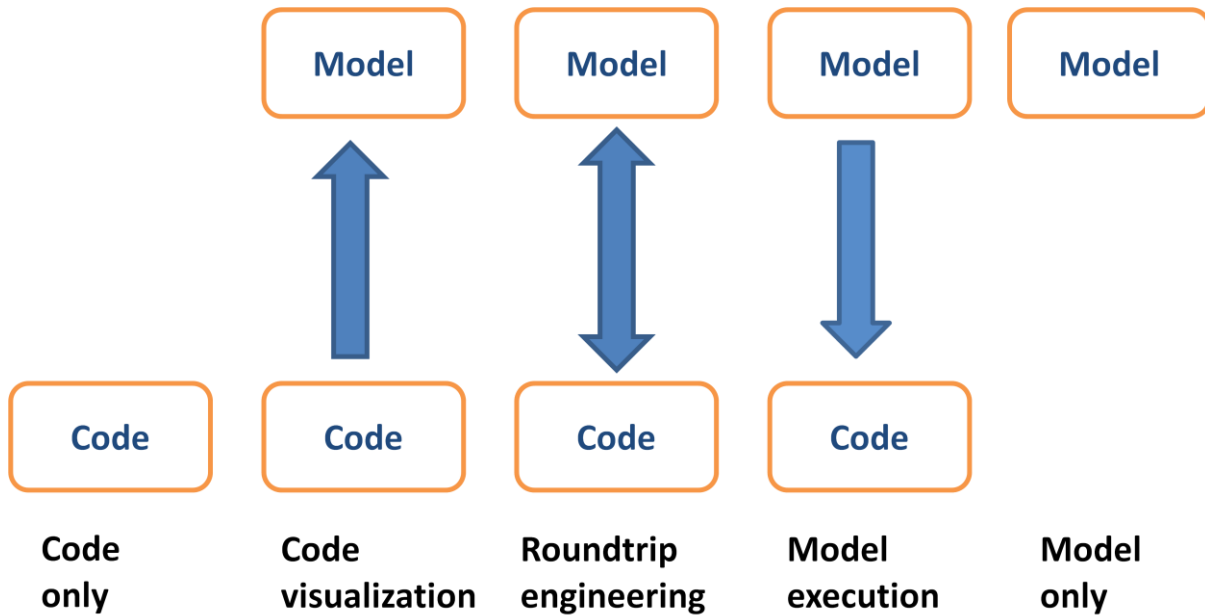 Model Model Model Model
Code Code Code Code
Code only
Code visualization
Roundtrip engineering
Model execution
Model only